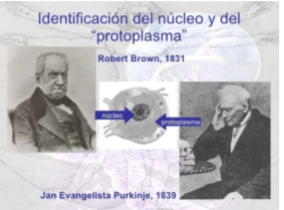 Identificación del núcleo y del
"protoplasma"
Robert Brown, 1831
núcleo
protoplasma
Jan Evangelista Purkinje, 1839